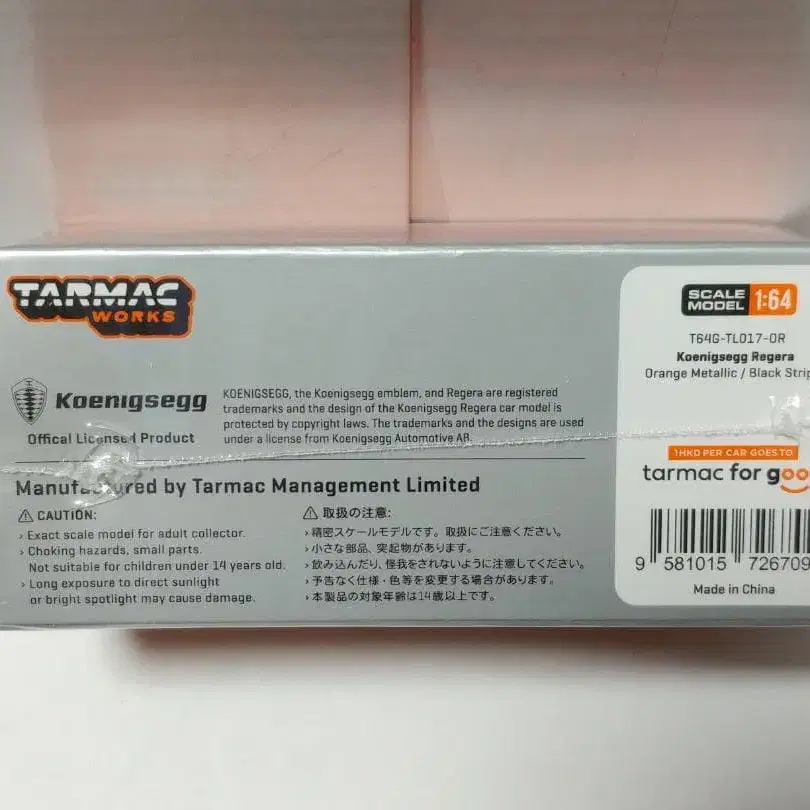 TARMAC
WORKS
Koenigsegg
Offical Licensed Product
KOENIGSEGG, the Koenigsegg emblem, and Regera are registered
trademarks and the design of the Koenigsegg Regera car model is
protected by copyright laws. The trademarks and the designs are used
under a license from Koenigsegg Automotive AB.
Manufactured by Tarmac Management Limited
CAUTION:
› Exact scale model for adult collector.
› Choking hazards, small parts.
Not suitable for children under 14 years old.
› Long exposure to direct sunlight
or bright spotlight may cause damage.
取扱の注意:
›精密スケールモデルです。取扱にご注意ください。
›小さな部品、突起物があります。
›飲み込んだり、怪我をされないように注意してください。
›予告なく仕様・色等を変更する場合があります。
›本製品の対象年齢は14歳以上です。
SCALE
MODEL 1:64
T64G-TL017-OR
Koenigsegg Regera
Orange Metallic / Black Strip
1HKD PER CAR GOES TO
tarmac for goo
9 581015 726709
Made in China